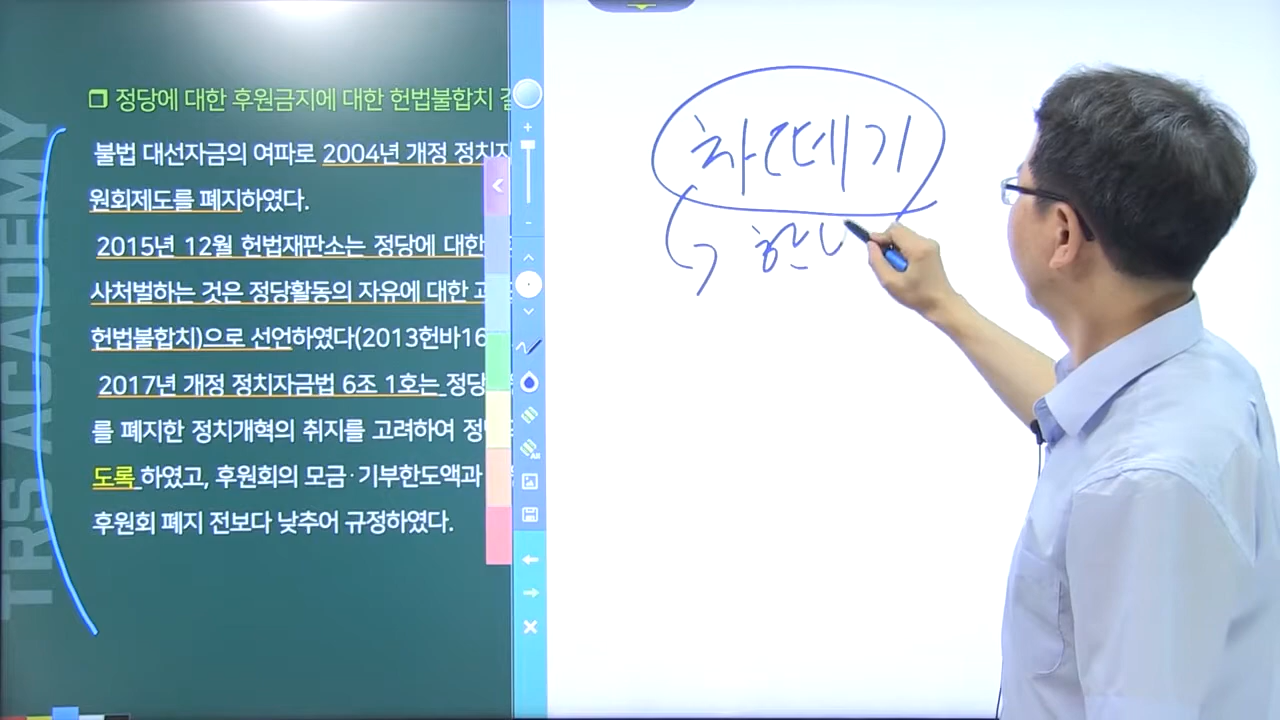 TRS ACADEMY
❒ 정당에 대한 후원금지에 대한 헌법불합치
불법 대선자금의 여파로 2004년 개정 정치자
원회제도를 폐지하였다.
2015년 12월 헌법재판소는 정당에 대한
사처벌하는 것은 정당활동의 자유에 대한
헌법불합치)으로 선언하였다(2013헌바16
2017년 개정 정치자금법 6조 1호는 정당
를 폐지한 정치개혁의 취지를 고려하여
도록 하였고, 후원회의 모금·기부한도액과
후원회 폐지 전보다 낮추어 규정하였다.
All
차떼기
한